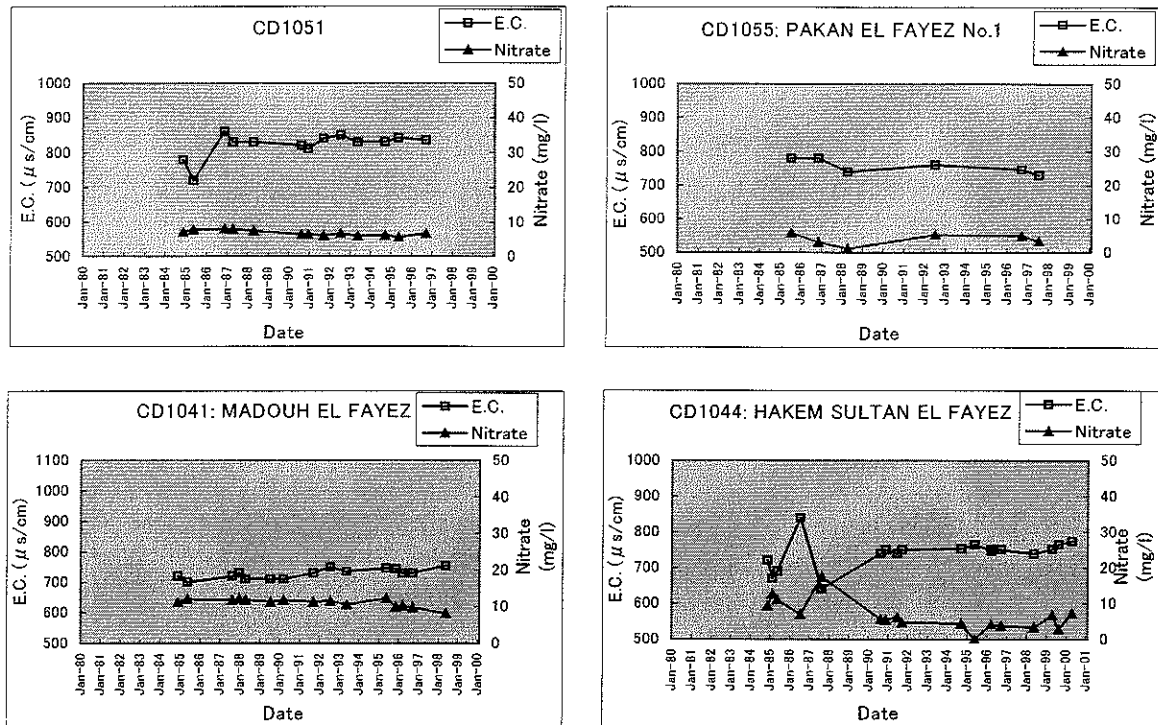 CD1051
E.C.
Nitrate
1000
900
800
700
600
500
50
40
30
20
10
0
E.C. ( μ s/cm)
Nitrate (mg/l)
Jan-80
Jan-81
Jan-82
Jan-83
Jan-84
Jan-85
Jan-86
Jan-87
Jan-88
Jan-89
Jan-90
Jan-91
Jan-92
Jan-93
Jan-94
Jan-95
Jan-96
Jan-97
Jan-98
Jan-99
Jan-00
Date
CD1055: PAKAN EL FAYEZ No.1
E.C.
Nitrate
1000
900
800
700
600
500
50
40
30
20
10
0
E.C. ( μ s/cm)
Nitrate (mg/l)
Jan-80
Jan-81
Jan-82
Jan-83
Jan-84
Jan-85
Jan-86
Jan-87
Jan-88
Jan-89
Jan-90
Jan-91
Jan-92
Jan-93
Jan-94
Jan-95
Jan-96
Jan-97
Jan-98
Jan-99
Jan-00
Date
CD1041: MADOUH EL FAYEZ
E.C.
Nitrate
1100
1000
900
800
700
600
500
50
40
30
20
10
0
E.C. ( μ s/cm)
Nitrate
(mg/l)
Jan-80
Jan-81
Jan-82
Jan-83
Jan-84
Jan-85
Jan-86
Jan-87
Jan-88
Jan-89
Jan-90
Jan-91
Jan-92
Jan-93
Jan-94
Jan-95
Jan-96
Jan-97
Jan-98
Jan-99
Jan-00
Date
CD1044: HAKEM SULTAN EL FAYEZ
E.C.
Nitrate
1000
900
800
700
600
500
50
40
30
20
10
0
E.C. ( μ s/cm)
Nitrate
(mg/l)
Jan-80
Jan-81
Jan-82
Jan-83
Jan-84
Jan-85
Jan-86
Jan-87
Jan-88
Jan-89
Jan-90
Jan-91
Jan-92
Jan-93
Jan-94
Jan-95
Jan-96
Jan-97
Jan-98
Jan-99
Jan-00
Jan-01
Date